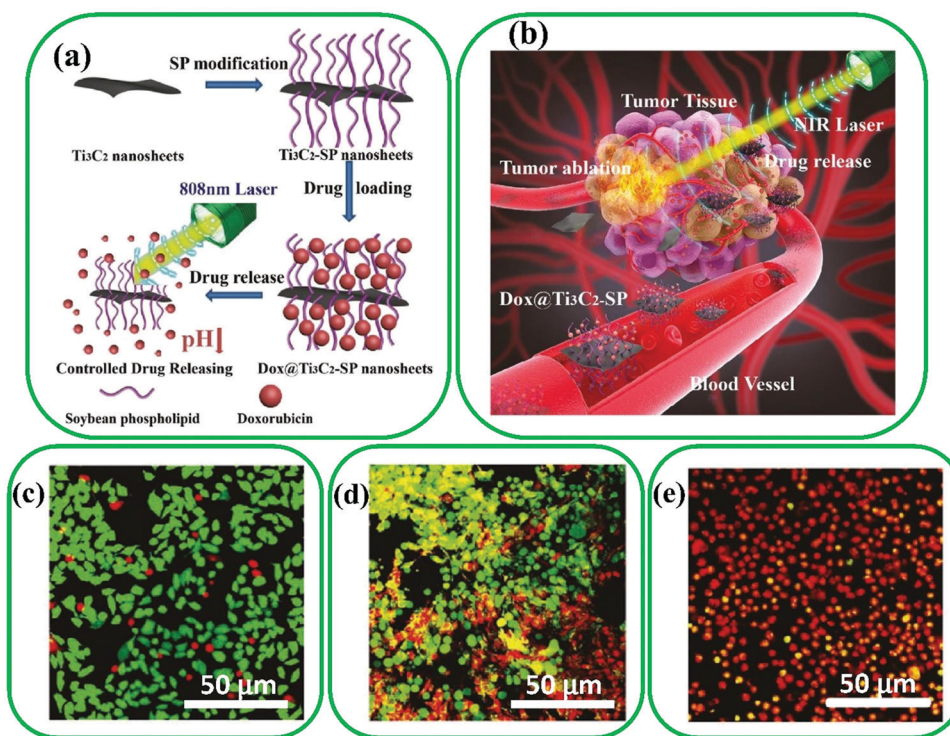 (a)
SP modification
Ti3C2 nanosheets
Ti3C2-SP nanosheets
808nm Laser
Drug loading
Drug release
pH↓
Controlled Drug Releasing
Dox@Ti3C2-SP nanosheets
Soybean phospholipid
Doxorubicin
(b)
Tumor Tissue
NIR Laser
Tumor ablation
Drug release
Dox@Ti3C2-SP
Blood Vessel
(c)
50 μm
(d)
50 μm
(e)
50 μm